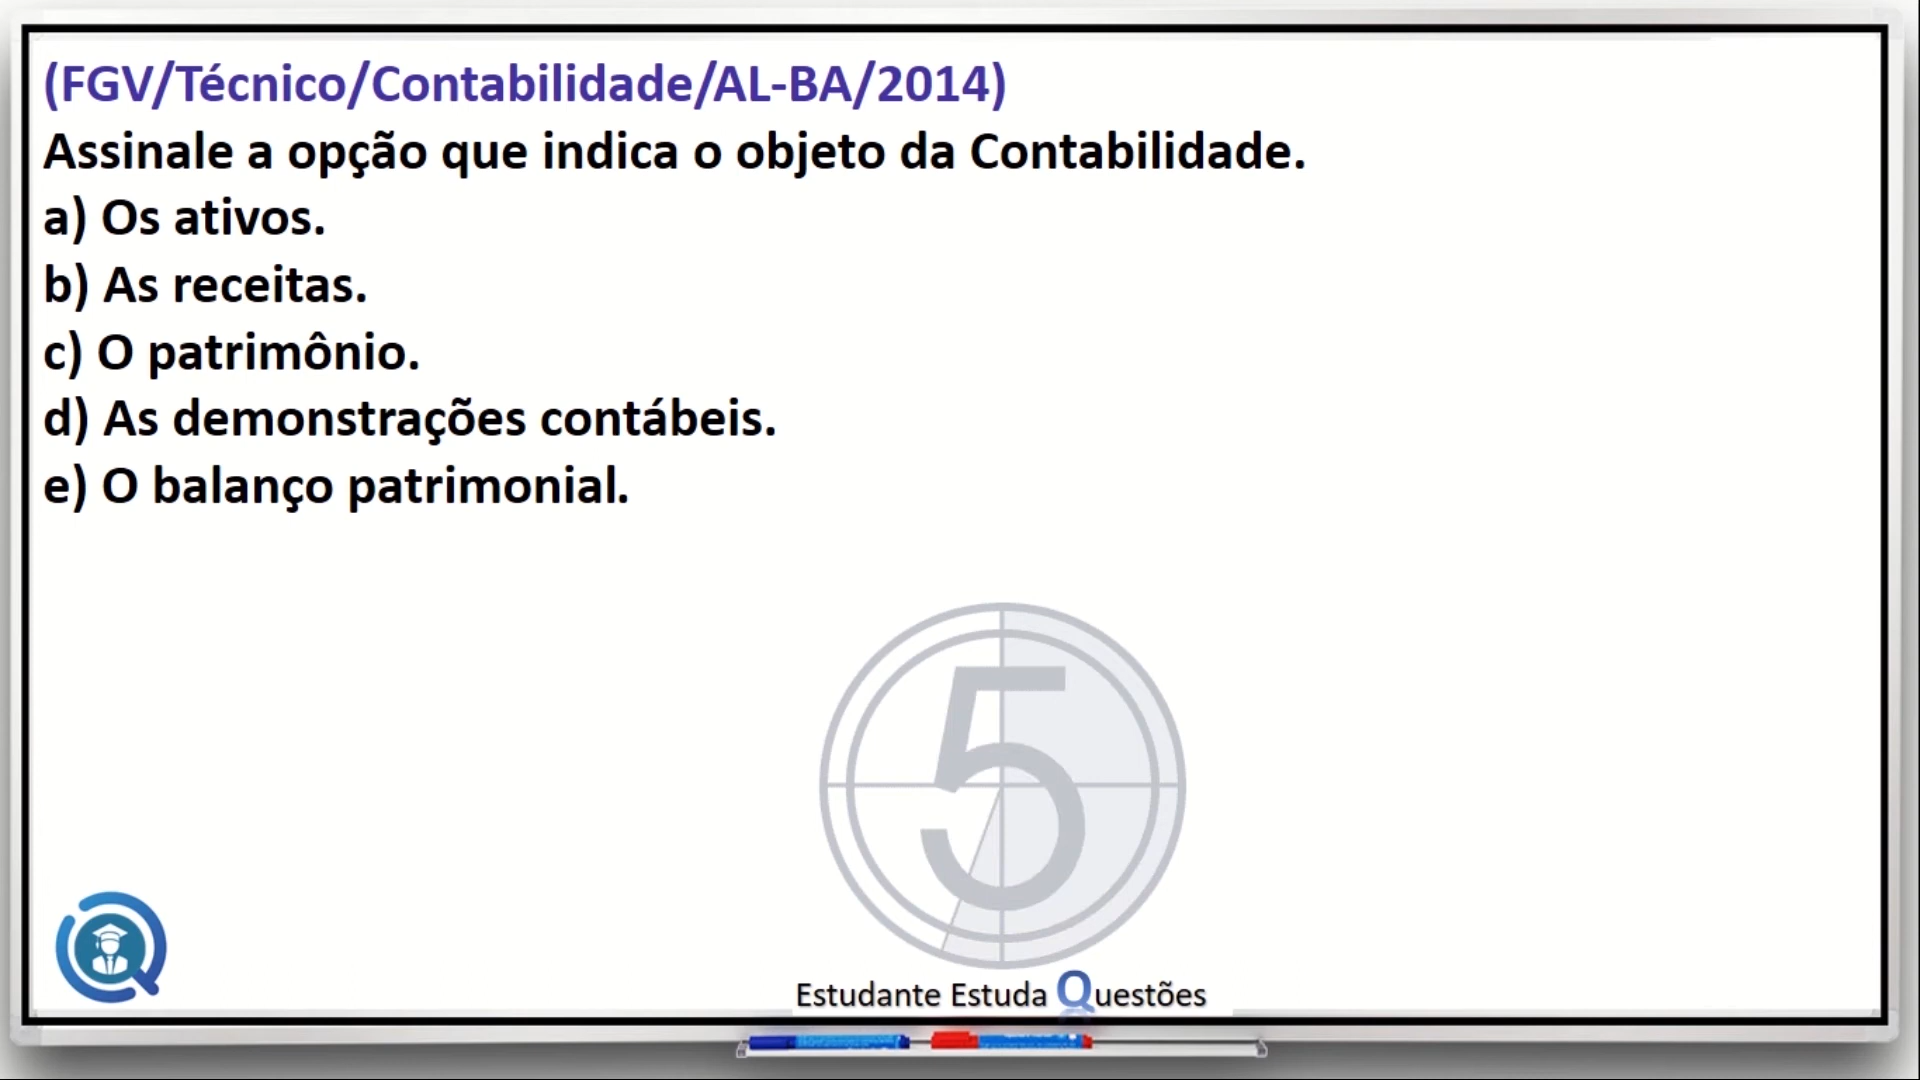 (FGV/Técnico/Contabilidade/AL-BA/2014)
Assinale a opção que indica o objeto da Contabilidade.
a) Os ativos.
b) As receitas.
c) O patrimônio.
d) As demonstrações contábeis.
e) O balanço patrimonial.
5
Estudante Estuda Questões